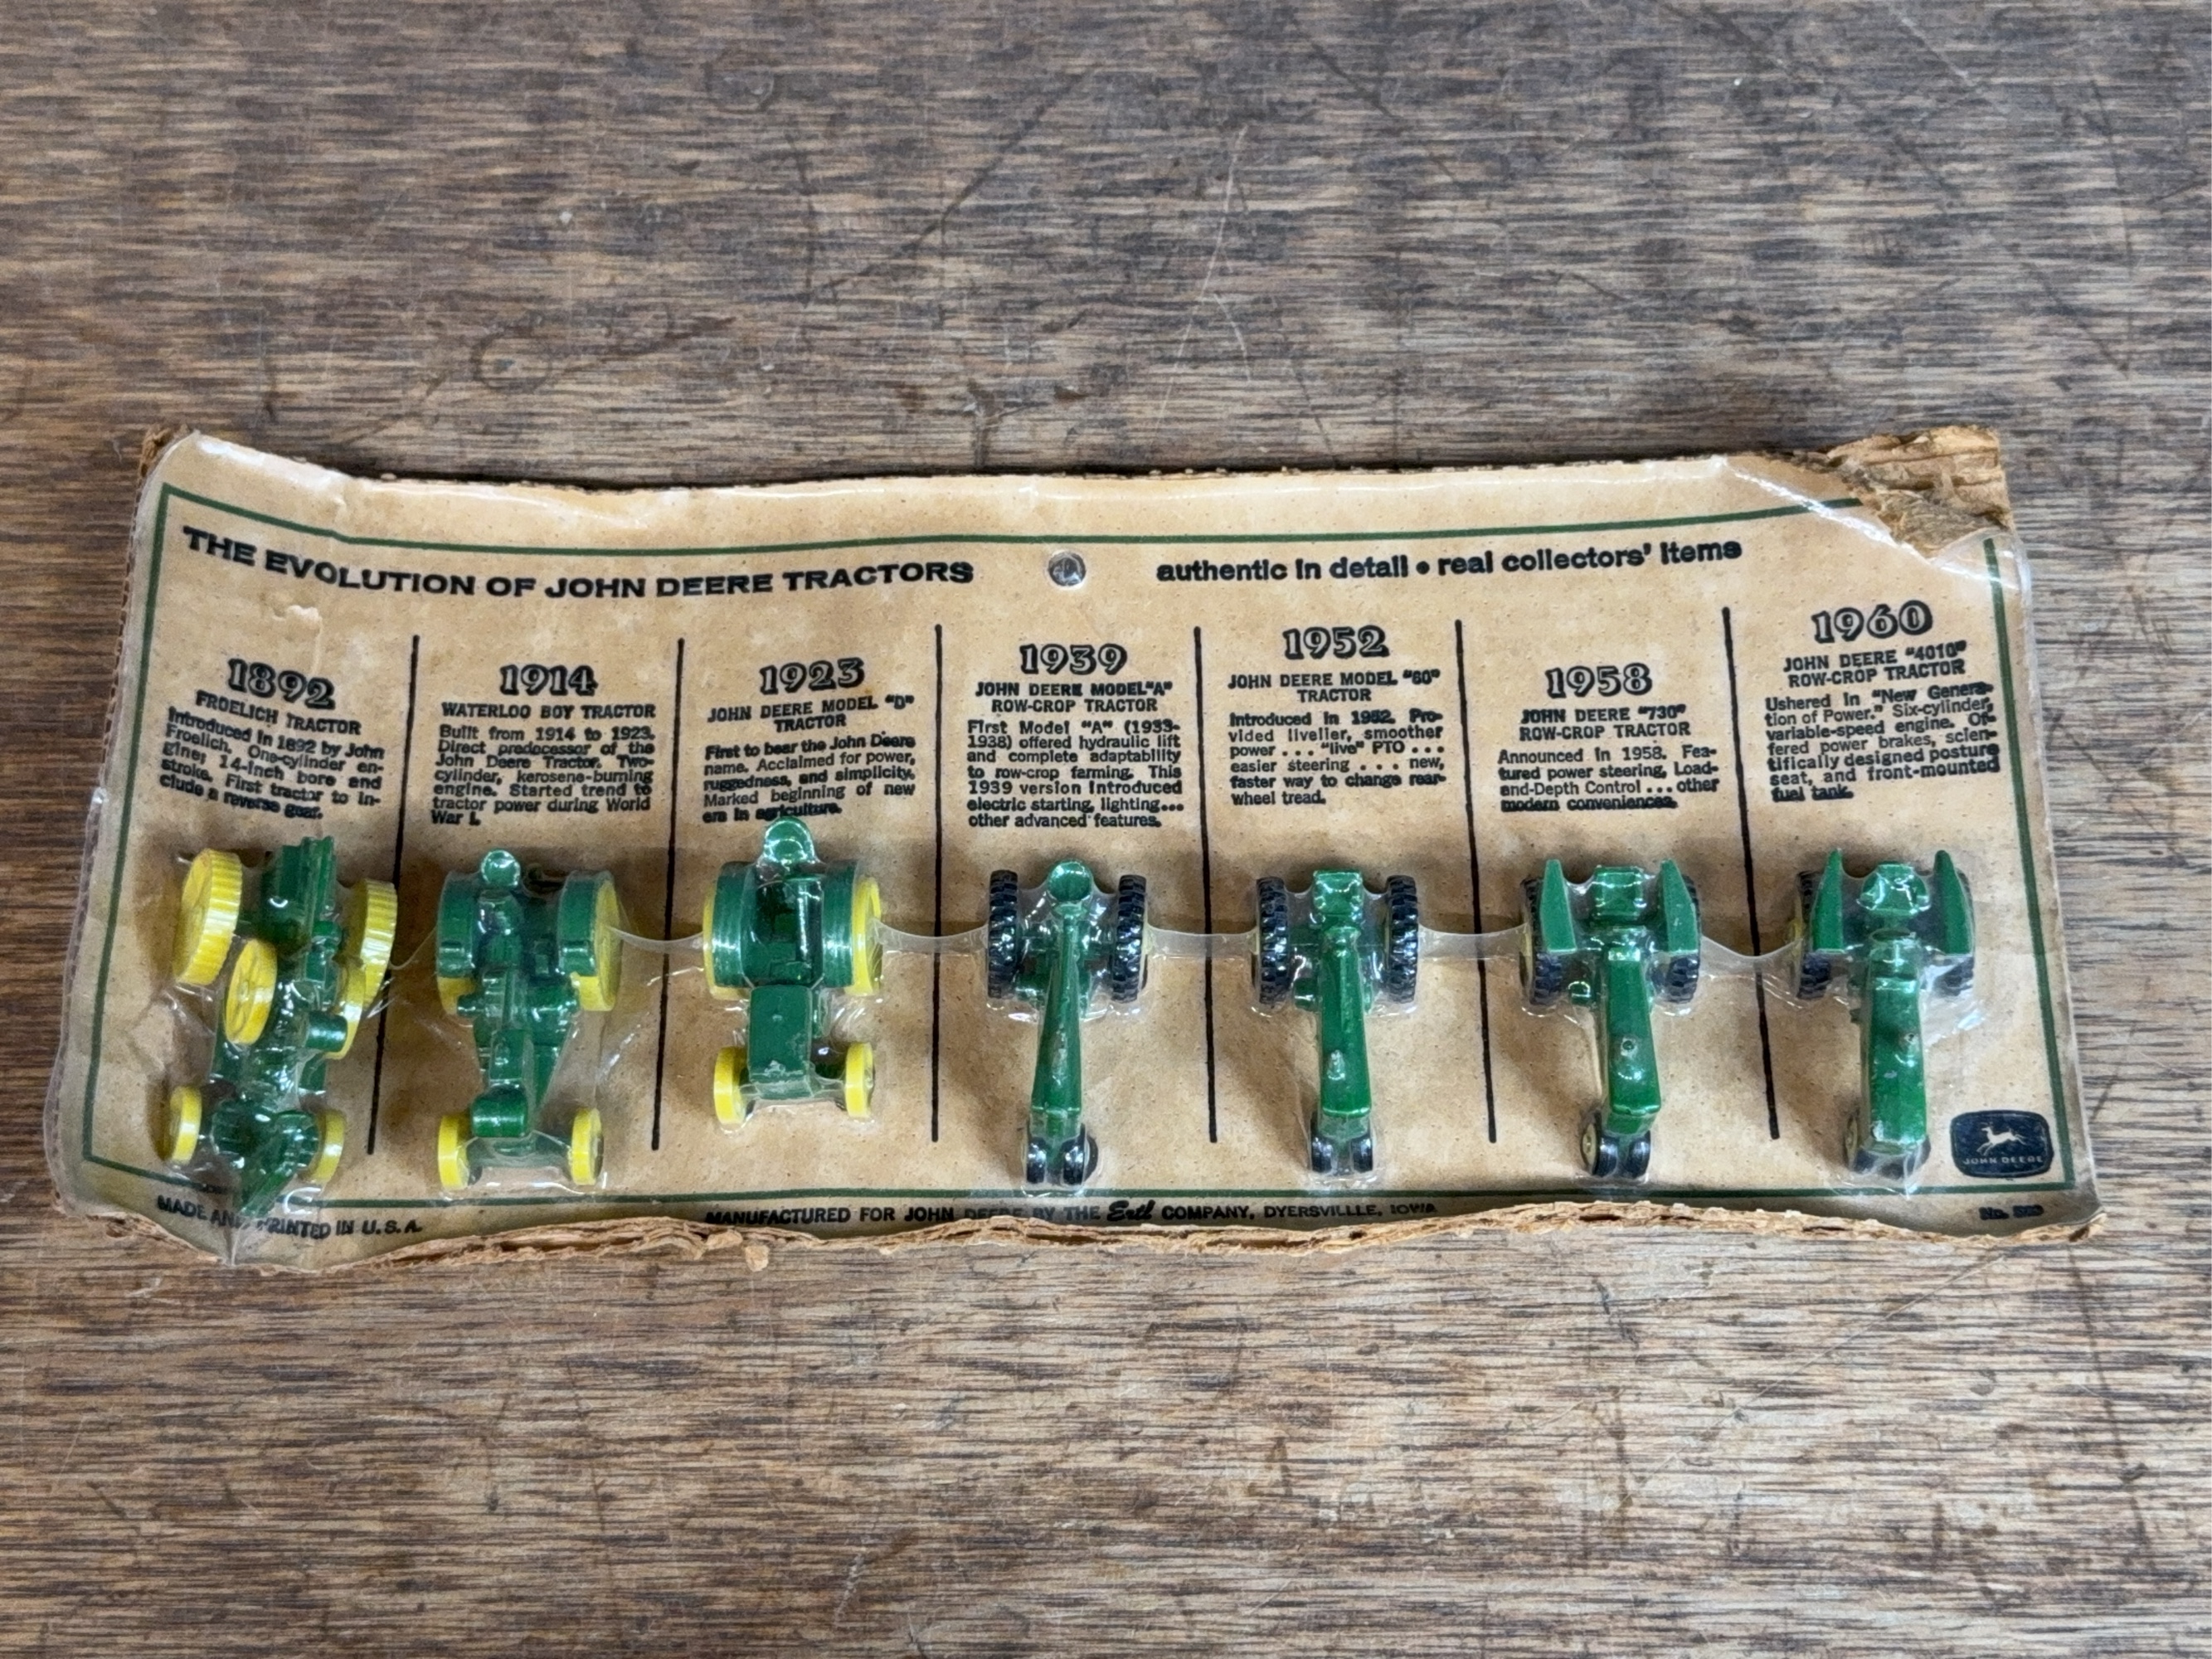 THE EVOLUTION OF JOHN DEERE TRACTORS
authentic in detail • real collectors' items
1892
FROELICH TRACTOR
Introduced in 1892 by John
Froelich. One-cylinder en-
gine; 14-inch bore and
stroke. First tractor to in-
clude a reverse gear.
1914
WATERLOO BOY TRACTOR
Built from 1914 to 1923.
Direct predecessor of the
John Deere Tractor. Two-
cylinder, kerosene-burning
engine. Started trend to
tractor power during World
War I.
1923
JOHN DEERE MODEL "D"
TRACTOR
First to bear the John Deere
name. Acclaimed for power,
ruggedness, and simplicity.
Marked beginning of new
era in agriculture.
1939
JOHN DEERE MODEL "A"
ROW-CROP TRACTOR
First Model "A" (1933-
1938) offered hydraulic lift
and complete adaptability
to row-crop farming. This
1939 version introduced
electric starting, lighting...
other advanced features.
1952
JOHN DEERE MODEL "60"
TRACTOR
Introduced in 1952. Pro-
vided livelier, smoother
power . . . "live" PTO . . .
easier steering . . . new,
faster way to change rear-
wheel tread.
1958
JOHN DEERE "730"
ROW-CROP TRACTOR
Announced in 1958. Fea-
tured power steering, Load-
and-Depth Control . . . other
modern conveniences.
1960
JOHN DEERE "4010"
ROW-CROP TRACTOR
Ushered in "New Genera-
tion of Power." Six-cylinder,
variable-speed engine. Of-
fered power brakes, scien-
tifically designed posture
seat, and front-mounted
fuel tank.
JOHN DEERE
MADE AND PRINTED IN U.S.A.
MANUFACTURED FOR JOHN DEERE BY THE Ertl COMPANY, DYERSVILLLE, IOWA
No.